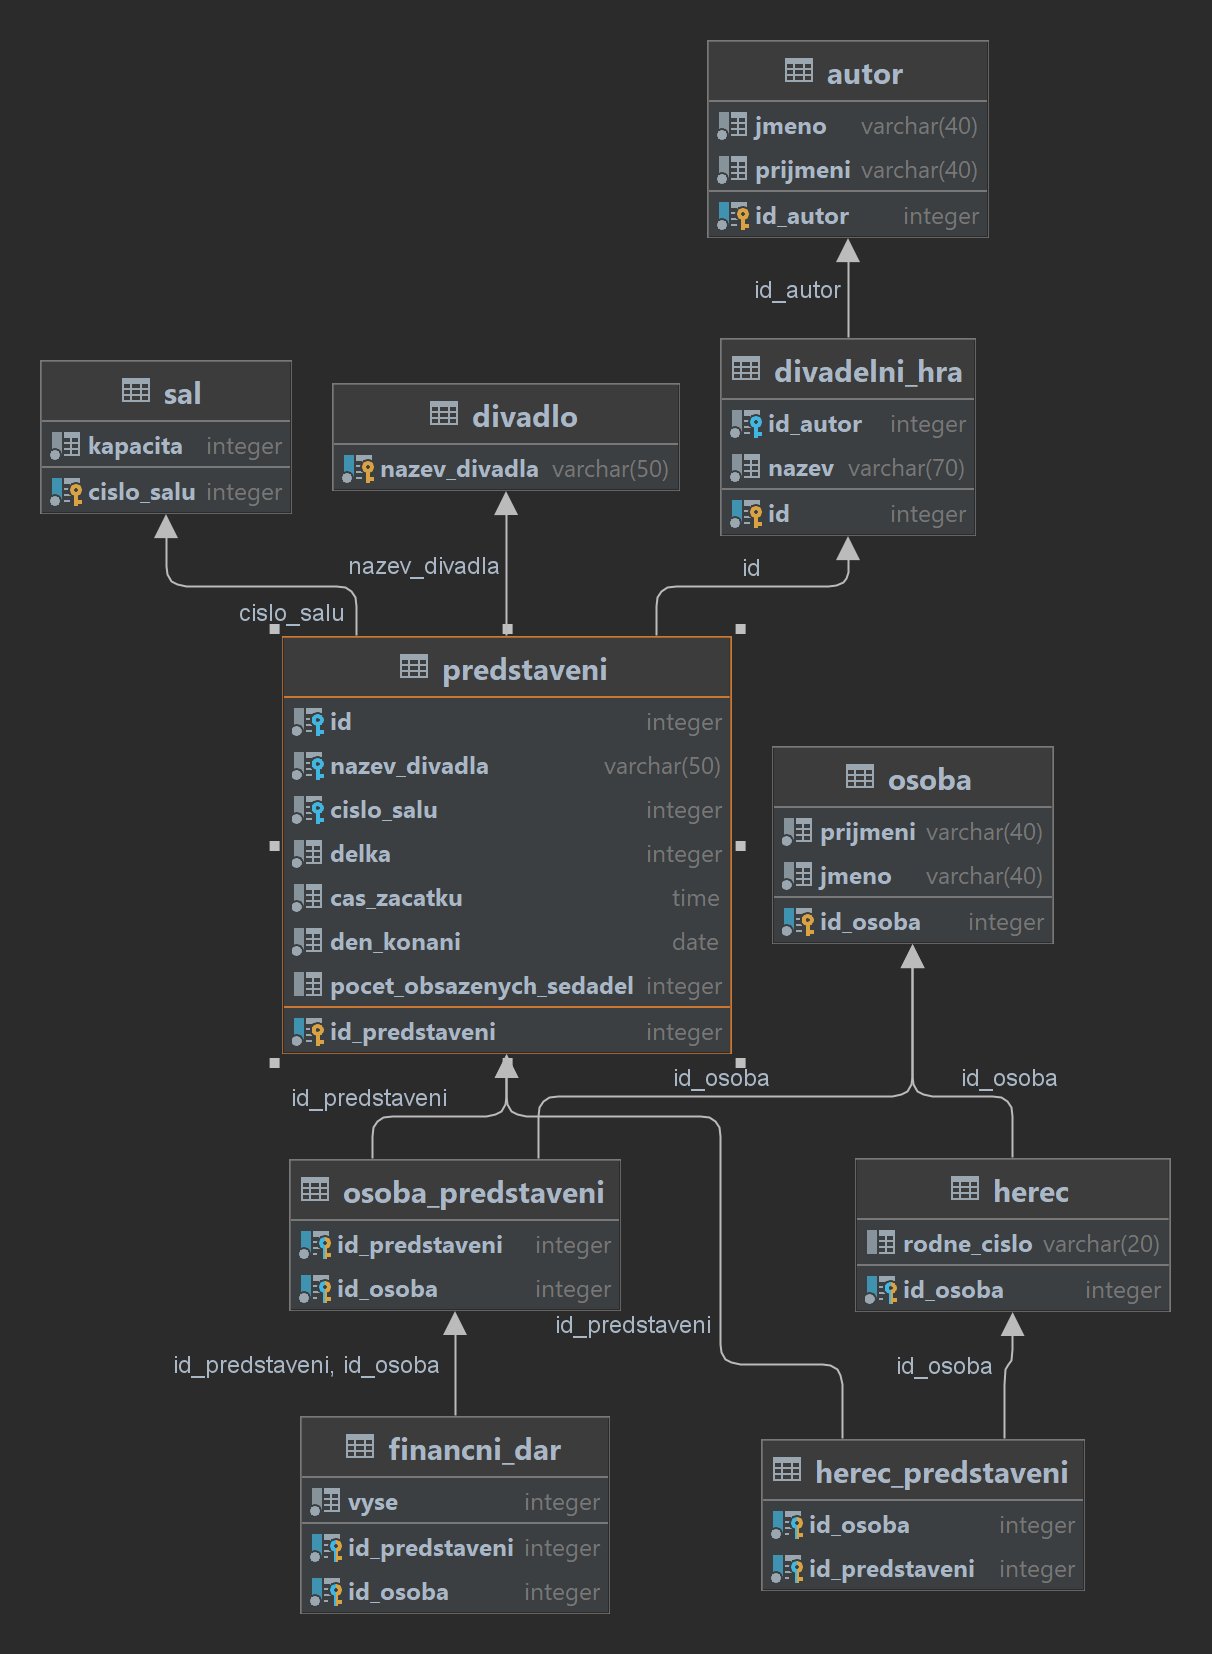 autor
jmeno varchar(40)
prijmeni varchar(40)
id_autor integer
id_autor
sal
kapacita integer
cislo_salu integer
divadlo
nazev_divadla varchar(50)
divadelni_hra
id_autor integer
nazev varchar(70)
id integer
nazev_divadla
id
cislo_salu
predstaveni
id integer
nazev_divadla varchar(50)
cislo_salu integer
delka integer
cas_zacatku time
den_konani date
pocet_obsazenych_sedadel integer
id_predstaveni integer
osoba
prijmeni varchar(40)
jmeno varchar(40)
id_osoba integer
id_predstaveni
id_osoba
id_osoba
osoba_predstaveni
id_predstaveni integer
id_osoba integer
herec
rodne_cislo varchar(20)
id_osoba integer
id_predstaveni
id_predstaveni, id_osoba
id_osoba
financni_dar
vyse integer
id_predstaveni integer
id_osoba integer
herec_predstaveni
id_osoba integer
id_predstaveni integer